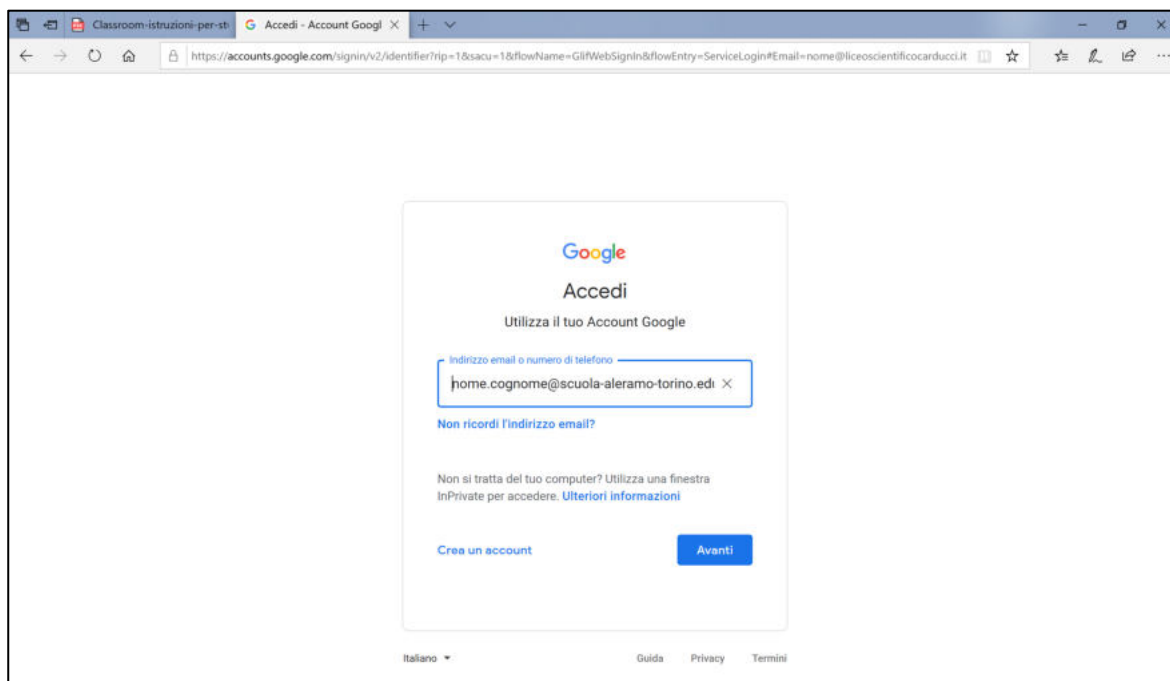 Classroom-istruzioni-per-st
Accedi - Account Googl
https://accounts.google.com/signin/v2/identifier?rip=1&sacu=1&flowName=GlifWebSignIn&flowEntry=ServiceLogin#Email=nome@liceoscientificocarducci.it
Google
Accedi
Utilizza il tuo Account Google
Indirizzo email o numero di telefono
nome.cognome@scuola-aleramo-torino.edu
Non ricordi l'indirizzo email?
Non si tratta del tuo computer? Utilizza una finestra
InPrivate per accedere. Ulteriori informazioni
Crea un account
Avanti
Italiano
Guida Privacy Termini